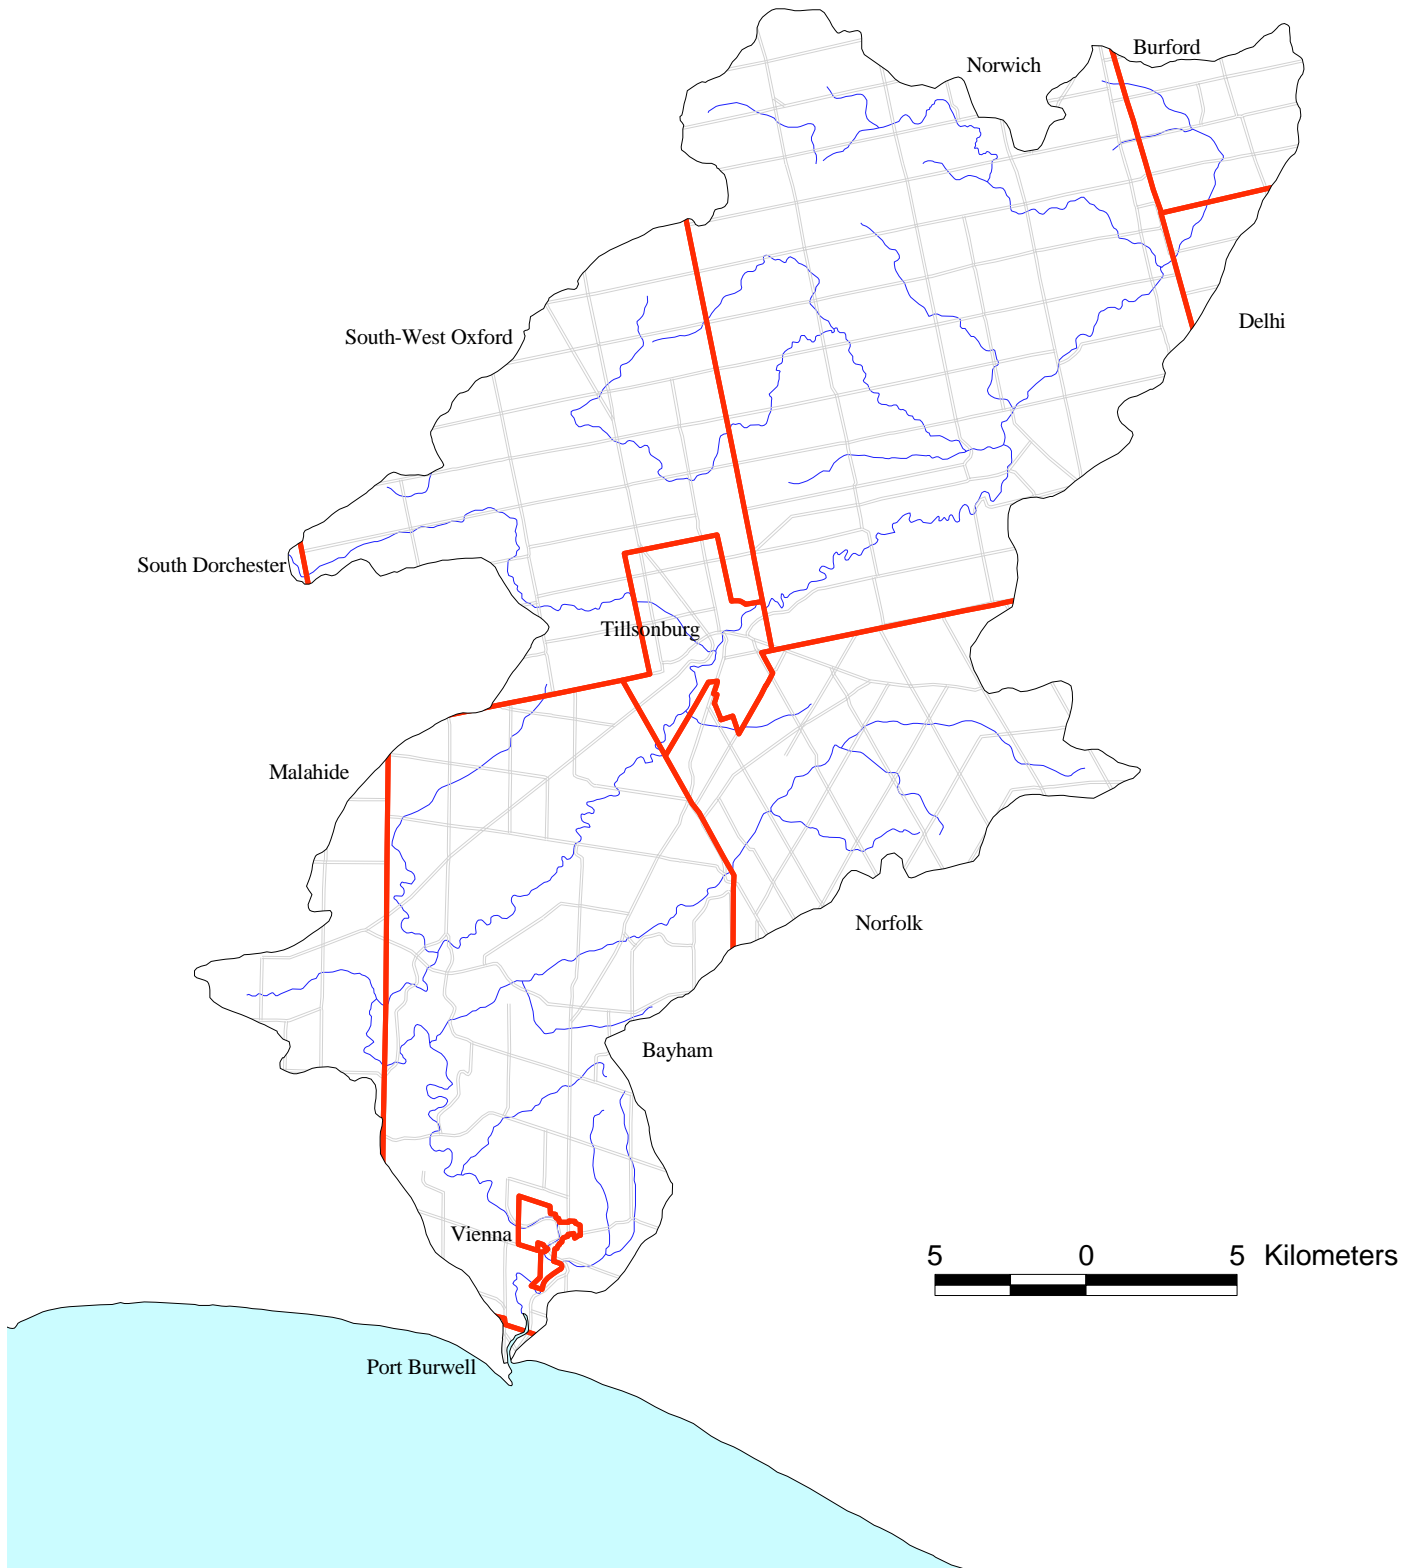 Burford
Norwich
Delhi
South-West Oxford
South Dorchester
Tillsonburg
Malahide
Norfolk
Bayham
Vienna
5 0 5 Kilometers
Port Burwell